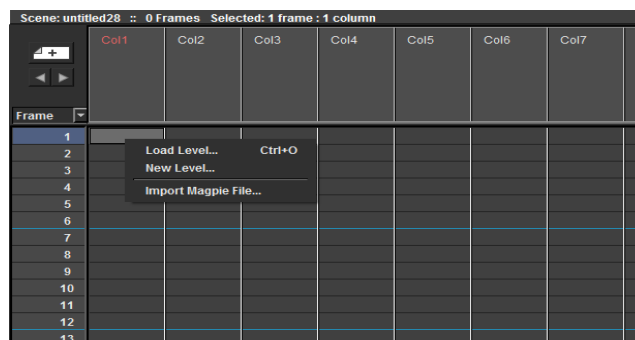 Scene: untitled28 :: 0 Frames Selected: 1 frame : 1 column
Col1 Col2 Col3 Col4 Col5 Col6 Col7
Frame
1
2
3
4
5
6
7
8
9
10
11
12
13
Load Level... Ctrl+O
New Level...
Import Magpie File...